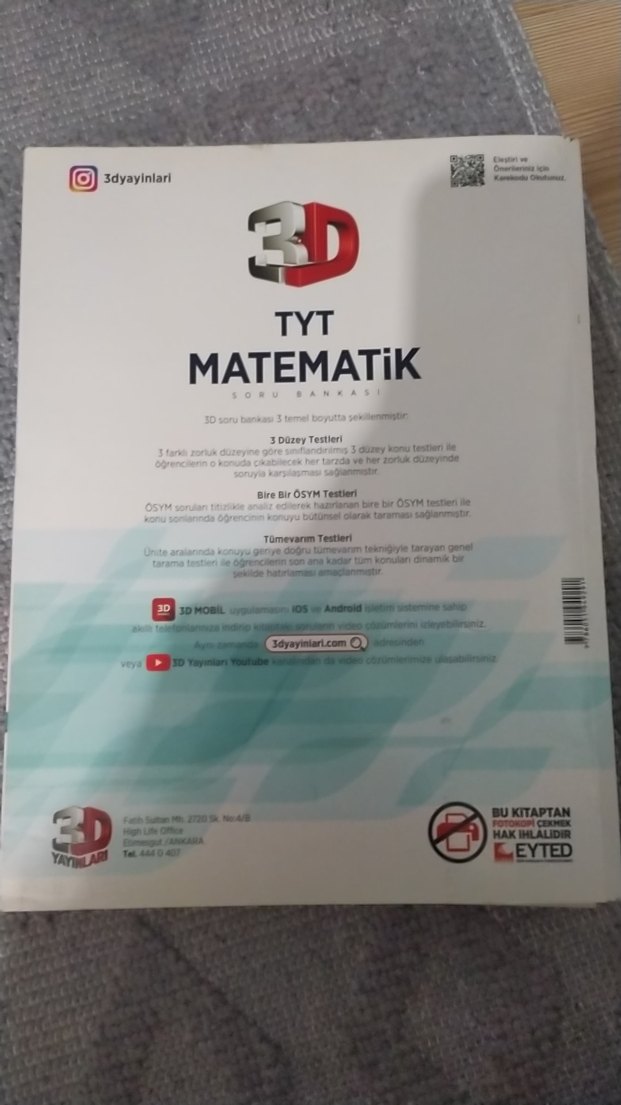 3dyayinlari
Eleştiri ve
Önerileriniz için
Karekodu Okutunuz.
3D
TYT
MATEMATİK
SORU BANKASI
3D soru bankası 3 temel boyutta şekillenmiştir:
3 Düzey Testleri
3 farklı zorluk düzeyine göre sınıflandırılmış 3 düzey konu testleri ile
öğrencilerin o konuda çıkabilecek her tarzda ve her zorluk düzeyinde
soruyla karşılaşması sağlanmıştır.
Bire Bir ÖSYM Testleri
ÖSYM soruları titizlikle analiz edilerek hazırlanan bire bir ÖSYM testleri ile
konu sonlarında öğrencinin konuyu bütünsel olarak taraması sağlanmıştır.
Tümevarım Testleri
Ünite aralarında konuyu geriye doğru tümevarım tekniğiyle tarayan genel
tarama testleri ile öğrencilerin son ana kadar tüm konuları dinamik bir
şekilde hatırlaması amaçlanmıştır.
3D 3D MOBİL uygulamasını iOS ve Android işletim sistemine sahip
akıllı telefonlarınıza indirip kitaptaki soruların video çözümlerini izleyebilirsiniz.
Aynı zamanda 3dyayinlari.com adresinden
veya 3D Yayınları Youtube kanalından da video çözümlerimize ulaşabilirsiniz.
3D
YAYINLARI
Fatih Sultan Mh. 2720 Sk. No:4/B
High Life Office
Etimesgut /ANKARA
Tel. 444 0 407
BU KİTAPTAN
FOTOKOPİ ÇEKMEK
HAK İHLALİDİR
EYTED